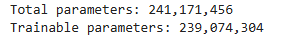 Total parameters: 241,171,456
Trainable parameters: 239,074,304